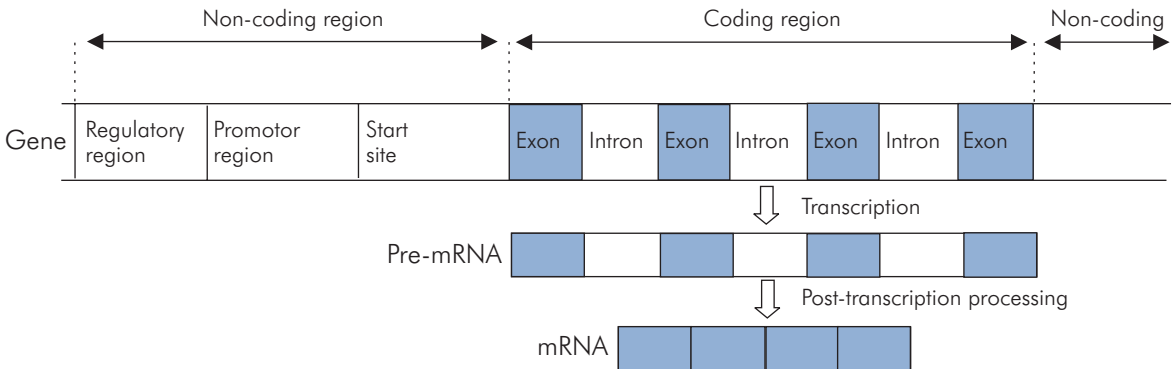 Non-coding region
Coding region
Non-coding
Gene
Regulatory
region
Promotor
region
Start
site
Exon
Intron
Exon
Intron
Exon
Intron
Exon
Transcription
Pre-mRNA
Post-transcription processing
mRNA